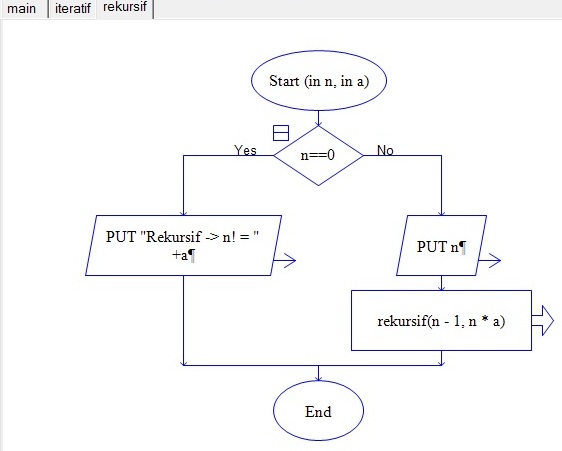 main
iteratif
rekursif
Start (in n, in a)
n==0
Yes
No
PUT "Rekursif -> n! = "
+a¶
PUT n¶
rekursif(n - 1, n * a)
End